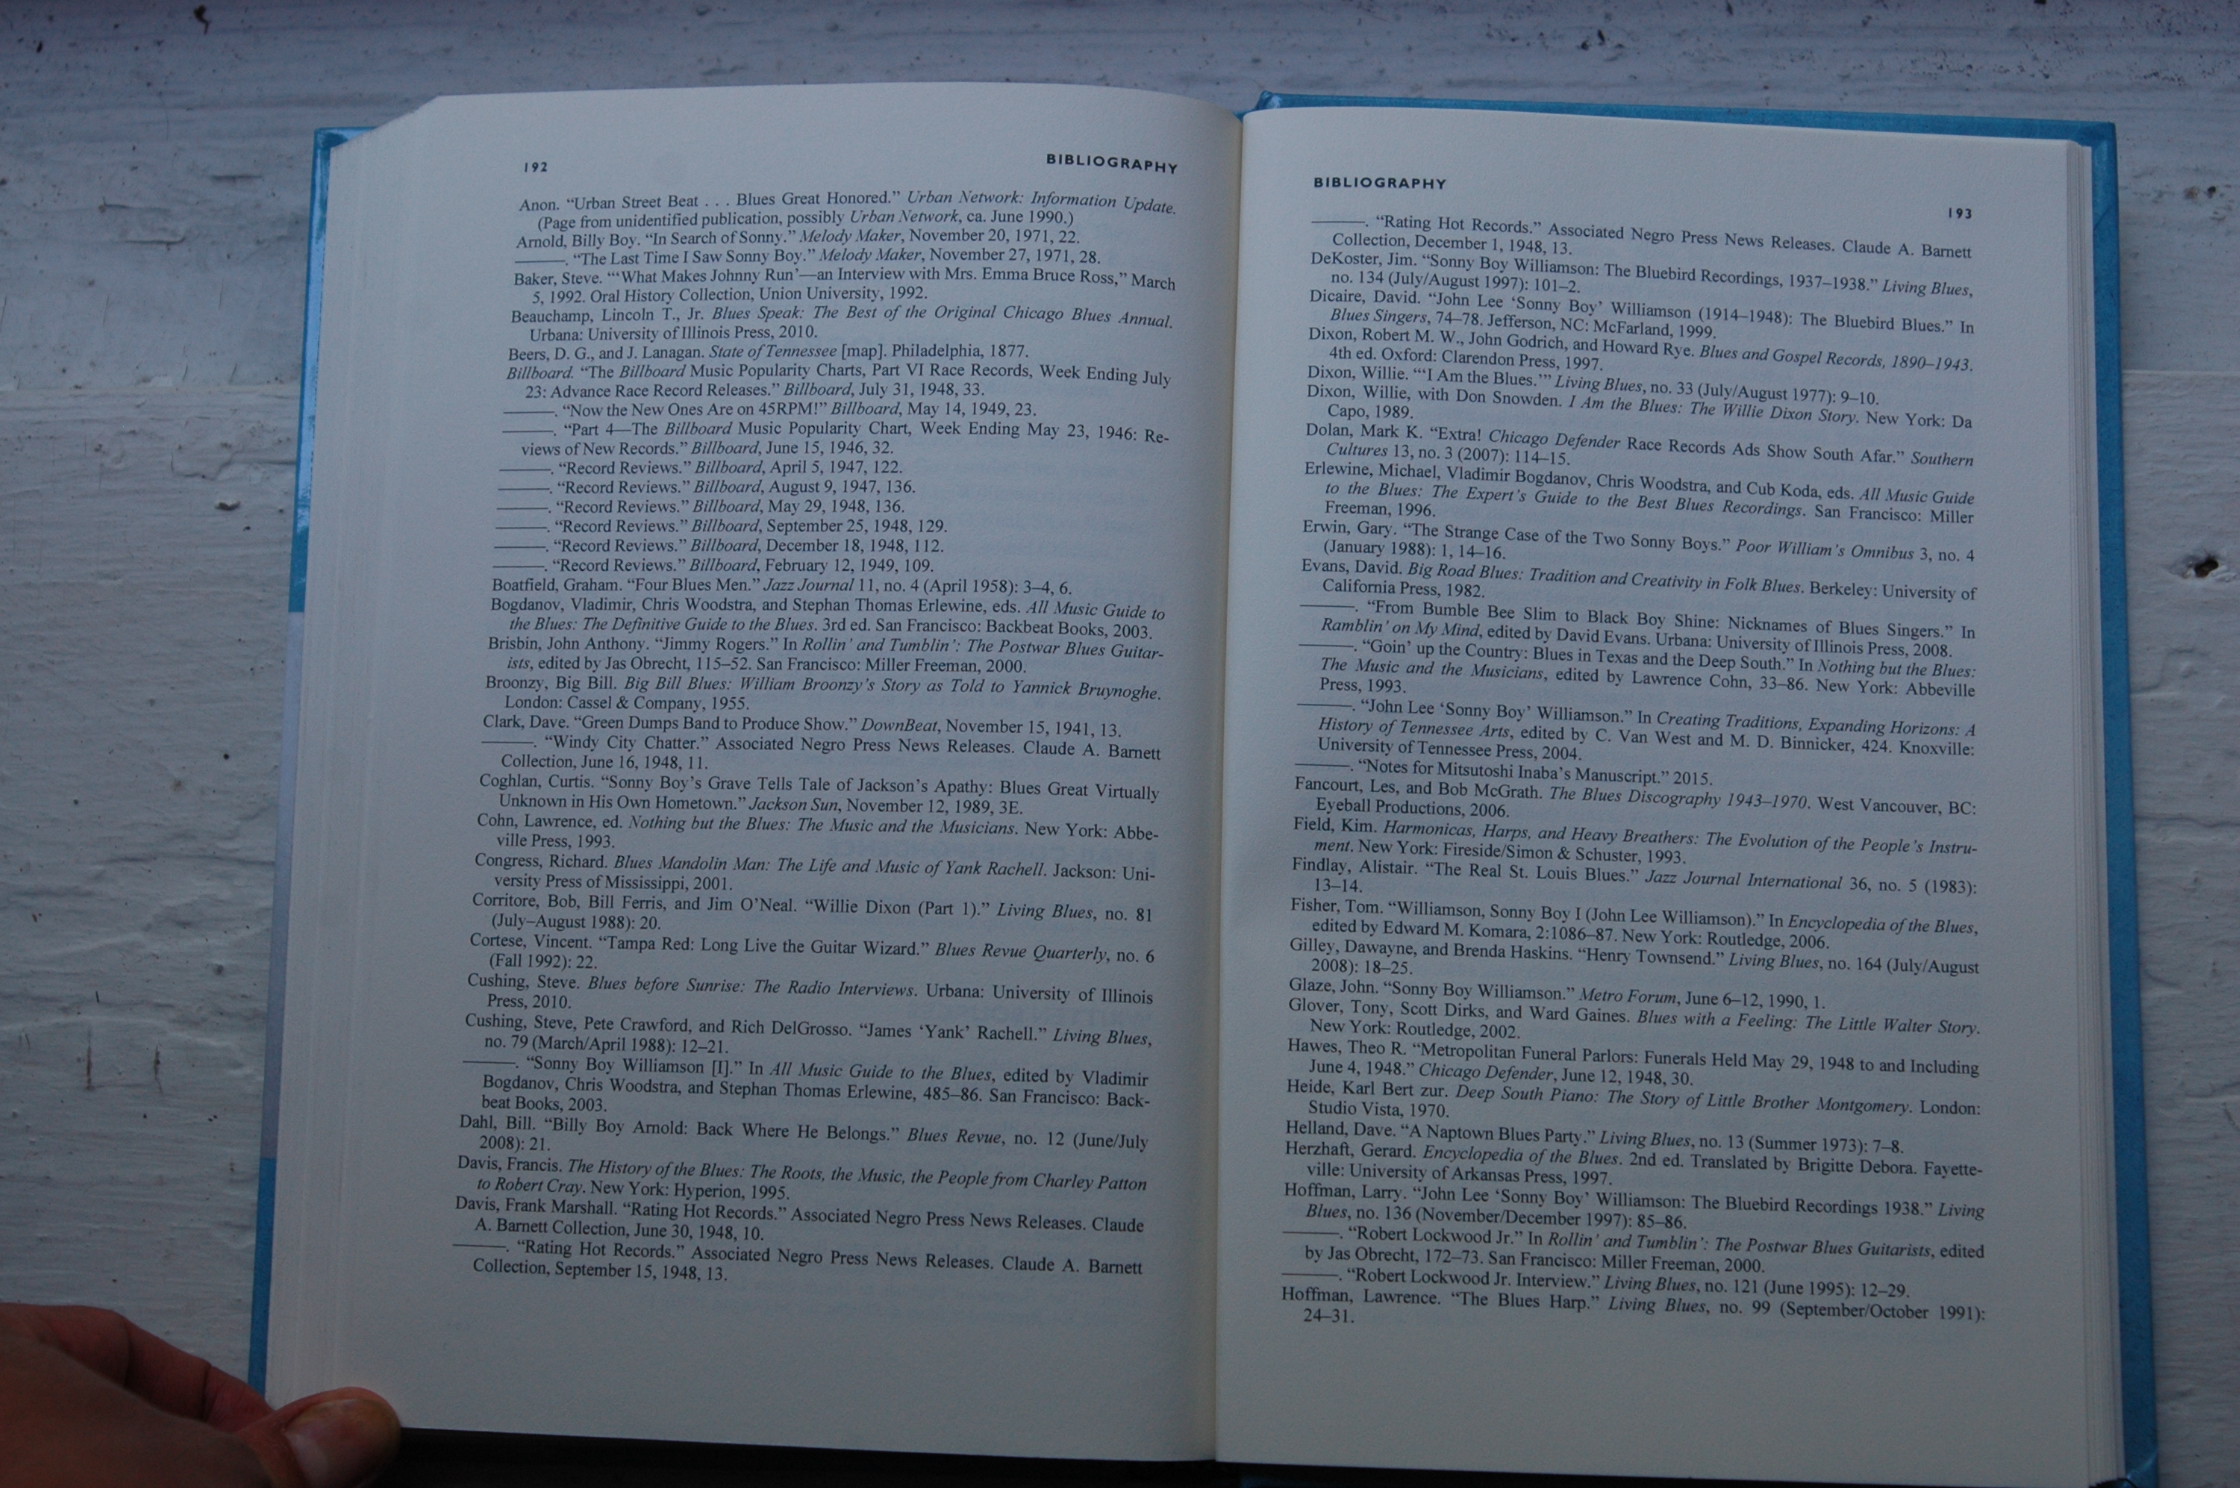 192
BIBLIOGRAPHY
Anon. “Urban Street Beat . . . Blues Great Honored.” Urban Network: Information Update.
(Page from unidentified publication, possibly Urban Network, ca. June 1990.)
Arnold, Billy Boy. “In Search of Sonny.” Melody Maker, November 20, 1971, 22.
———. “The Last Time I Saw Sonny Boy.” Melody Maker, November 27, 1971, 28.
Baker, Steve. “‘What Makes Johnny Run’—an Interview with Mrs. Emma Bruce Ross,” March
5, 1992. Oral History Collection, Union University, 1992.
Beauchamp, Lincoln T., Jr. Blues Speak: The Best of the Original Chicago Blues Annual.
Urbana: University of Illinois Press, 2010.
Beers, D. G., and J. Lanagan. State of Tennessee [map]. Philadelphia, 1877.
Billboard. “The Billboard Music Popularity Charts, Part VI Race Records, Week Ending July
23: Advance Race Record Releases.” Billboard, July 31, 1948, 33.
———. “Now the New Ones Are on 45RPM!” Billboard, May 14, 1949, 23.
———. “Part 4—The Billboard Music Popularity Chart, Week Ending May 23, 1946: Re-
views of New Records.” Billboard, June 15, 1946, 32.
———. “Record Reviews.” Billboard, April 5, 1947, 122.
———. “Record Reviews.” Billboard, August 9, 1947, 136.
———. “Record Reviews.” Billboard, May 29, 1948, 136.
———. “Record Reviews.” Billboard, September 25, 1948, 129.
———. “Record Reviews.” Billboard, December 18, 1948, 112.
———. “Record Reviews.” Billboard, February 12, 1949, 109.
Boatfield, Graham. “Four Blues Men.” Jazz Journal 11, no. 4 (April 1958): 3–4, 6.
Bogdanov, Vladimir, Chris Woodstra, and Stephan Thomas Erlewine, eds. All Music Guide to
the Blues: The Definitive Guide to the Blues. 3rd ed. San Francisco: Backbeat Books, 2003.
Brisbin, John Anthony. “Jimmy Rogers.” In Rollin’ and Tumblin’: The Postwar Blues Guitar-
ists, edited by Jas Obrecht, 115–52. San Francisco: Miller Freeman, 2000.
Broonzy, Big Bill. Big Bill Blues: William Broonzy’s Story as Told to Yannick Bruynoghe.
London: Cassel & Company, 1955.
Clark, Dave. “Green Dumps Band to Produce Show.” DownBeat, November 15, 1941, 13.
———. “Windy City Chatter.” Associated Negro Press News Releases. Claude A. Barnett
Collection, June 16, 1948, 11.
Coghlan, Curtis. “Sonny Boy’s Grave Tells Tale of Jackson’s Apathy: Blues Great Virtually
Unknown in His Own Hometown.” Jackson Sun, November 12, 1989, 3E.
Cohn, Lawrence, ed. Nothing but the Blues: The Music and the Musicians. New York: Abbe-
ville Press, 1993.
Congress, Richard. Blues Mandolin Man: The Life and Music of Yank Rachell. Jackson: Uni-
versity Press of Mississippi, 2001.
Corritore, Bob, Bill Ferris, and Jim O’Neal. “Willie Dixon (Part 1).” Living Blues, no. 81
(July–August 1988): 20.
Cortese, Vincent. “Tampa Red: Long Live the Guitar Wizard.” Blues Revue Quarterly, no. 6
(Fall 1992): 22.
Cushing, Steve. Blues before Sunrise: The Radio Interviews. Urbana: University of Illinois
Press, 2010.
Cushing, Steve, Pete Crawford, and Rich DelGrosso. “James ‘Yank’ Rachell.” Living Blues,
no. 79 (March/April 1988): 12–21.
———. “Sonny Boy Williamson [I].” In All Music Guide to the Blues, edited by Vladimir
Bogdanov, Chris Woodstra, and Stephan Thomas Erlewine, 485–86. San Francisco: Back-
beat Books, 2003.
Dahl, Bill. “Billy Boy Arnold: Back Where He Belongs.” Blues Revue, no. 12 (June/July
2008): 21.
Davis, Francis. The History of the Blues: The Roots, the Music, the People from Charley Patton
to Robert Cray. New York: Hyperion, 1995.
Davis, Frank Marshall. “Rating Hot Records.” Associated Negro Press News Releases. Claude
A. Barnett Collection, June 30, 1948, 10.
———. “Rating Hot Records.” Associated Negro Press News Releases. Claude A. Barnett
Collection, September 15, 1948, 13.
BIBLIOGRAPHY
193
———. “Rating Hot Records.” Associated Negro Press News Releases. Claude A. Barnett
Collection, December 1, 1948, 13.
DeKoster, Jim. “Sonny Boy Williamson: The Bluebird Recordings, 1937–1938.” Living Blues,
no. 134 (July/August 1997): 101–2.
Dicaire, David. “John Lee ‘Sonny Boy’ Williamson (1914–1948): The Bluebird Blues.” In
Blues Singers, 74–78. Jefferson, NC: McFarland, 1999.
Dixon, Robert M. W., John Godrich, and Howard Rye. Blues and Gospel Records, 1890–1943.
4th ed. Oxford: Clarendon Press, 1997.
Dixon, Willie. “‘I Am the Blues.’” Living Blues, no. 33 (July/August 1977): 9–10.
Dixon, Willie, with Don Snowden. I Am the Blues: The Willie Dixon Story. New York: Da
Capo, 1989.
Dolan, Mark K. “Extra! Chicago Defender Race Records Ads Show South Afar.” Southern
Cultures 13, no. 3 (2007): 114–15.
Erlewine, Michael, Vladimir Bogdanov, Chris Woodstra, and Cub Koda, eds. All Music Guide
to the Blues: The Expert’s Guide to the Best Blues Recordings. San Francisco: Miller
Freeman, 1996.
Erwin, Gary. “The Strange Case of the Two Sonny Boys.” Poor William’s Omnibus 3, no. 4
(January 1988): 1, 14–16.
Evans, David. Big Road Blues: Tradition and Creativity in Folk Blues. Berkeley: University of
California Press, 1982.
———. “From Bumble Bee Slim to Black Boy Shine: Nicknames of Blues Singers.” In
Ramblin’ on My Mind, edited by David Evans. Urbana: University of Illinois Press, 2008.
———. “Goin’ up the Country: Blues in Texas and the Deep South.” In Nothing but the Blues:
The Music and the Musicians, edited by Lawrence Cohn, 33–86. New York: Abbeville
Press, 1993.
———. “John Lee ‘Sonny Boy’ Williamson.” In Creating Traditions, Expanding Horizons: A
History of Tennessee Arts, edited by C. Van West and M. D. Binnicker, 424. Knoxville:
University of Tennessee Press, 2004.
———. “Notes for Mitsutoshi Inaba’s Manuscript.” 2015.
Fancourt, Les, and Bob McGrath. The Blues Discography 1943–1970. West Vancouver, BC:
Eyeball Productions, 2006.
Field, Kim. Harmonicas, Harps, and Heavy Breathers: The Evolution of the People’s Instru-
ment. New York: Fireside/Simon & Schuster, 1993.
Findlay, Alistair. “The Real St. Louis Blues.” Jazz Journal International 36, no. 5 (1983):
13–14.
Fisher, Tom. “Williamson, Sonny Boy I (John Lee Williamson).” In Encyclopedia of the Blues,
edited by Edward M. Komara, 2:1086–87. New York: Routledge, 2006.
Gilley, Dawayne, and Brenda Haskins. “Henry Townsend.” Living Blues, no. 164 (July/August
2008): 18–25.
Glaze, John. “Sonny Boy Williamson.” Metro Forum, June 6–12, 1990, 1.
Glover, Tony, Scott Dirks, and Ward Gaines. Blues with a Feeling: The Little Walter Story.
New York: Routledge, 2002.
Hawes, Theo R. “Metropolitan Funeral Parlors: Funerals Held May 29, 1948 to and Including
June 4, 1948.” Chicago Defender, June 12, 1948, 30.
Heide, Karl Bert zur. Deep South Piano: The Story of Little Brother Montgomery. London:
Studio Vista, 1970.
Helland, Dave. “A Naptown Blues Party.” Living Blues, no. 13 (Summer 1973): 7–8.
Herzhaft, Gerard. Encyclopedia of the Blues. 2nd ed. Translated by Brigitte Debora. Fayette-
ville: University of Arkansas Press, 1997.
Hoffman, Larry. “John Lee ‘Sonny Boy’ Williamson: The Bluebird Recordings 1938.” Living
Blues, no. 136 (November/December 1997): 85–86.
———. “Robert Lockwood Jr.” In Rollin’ and Tumblin’: The Postwar Blues Guitarists, edited
by Jas Obrecht, 172–73. San Francisco: Miller Freeman, 2000.
———. “Robert Lockwood Jr. Interview.” Living Blues, no. 121 (June 1995): 12–29.
Hoffman, Lawrence. “The Blues Harp.” Living Blues, no. 99 (September/October 1991):
24–31.